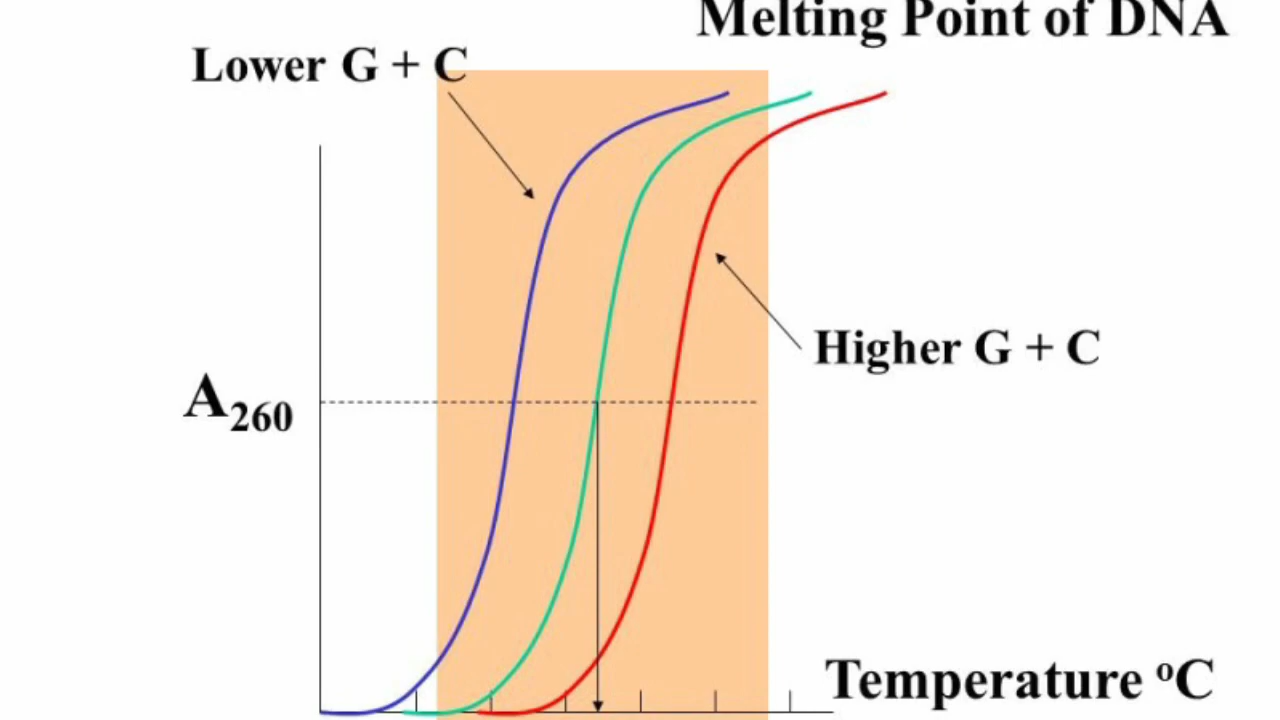 Melting Point of DNA
Lower G + C
Higher G + C
A₂₆₀
Temperature ᵒC